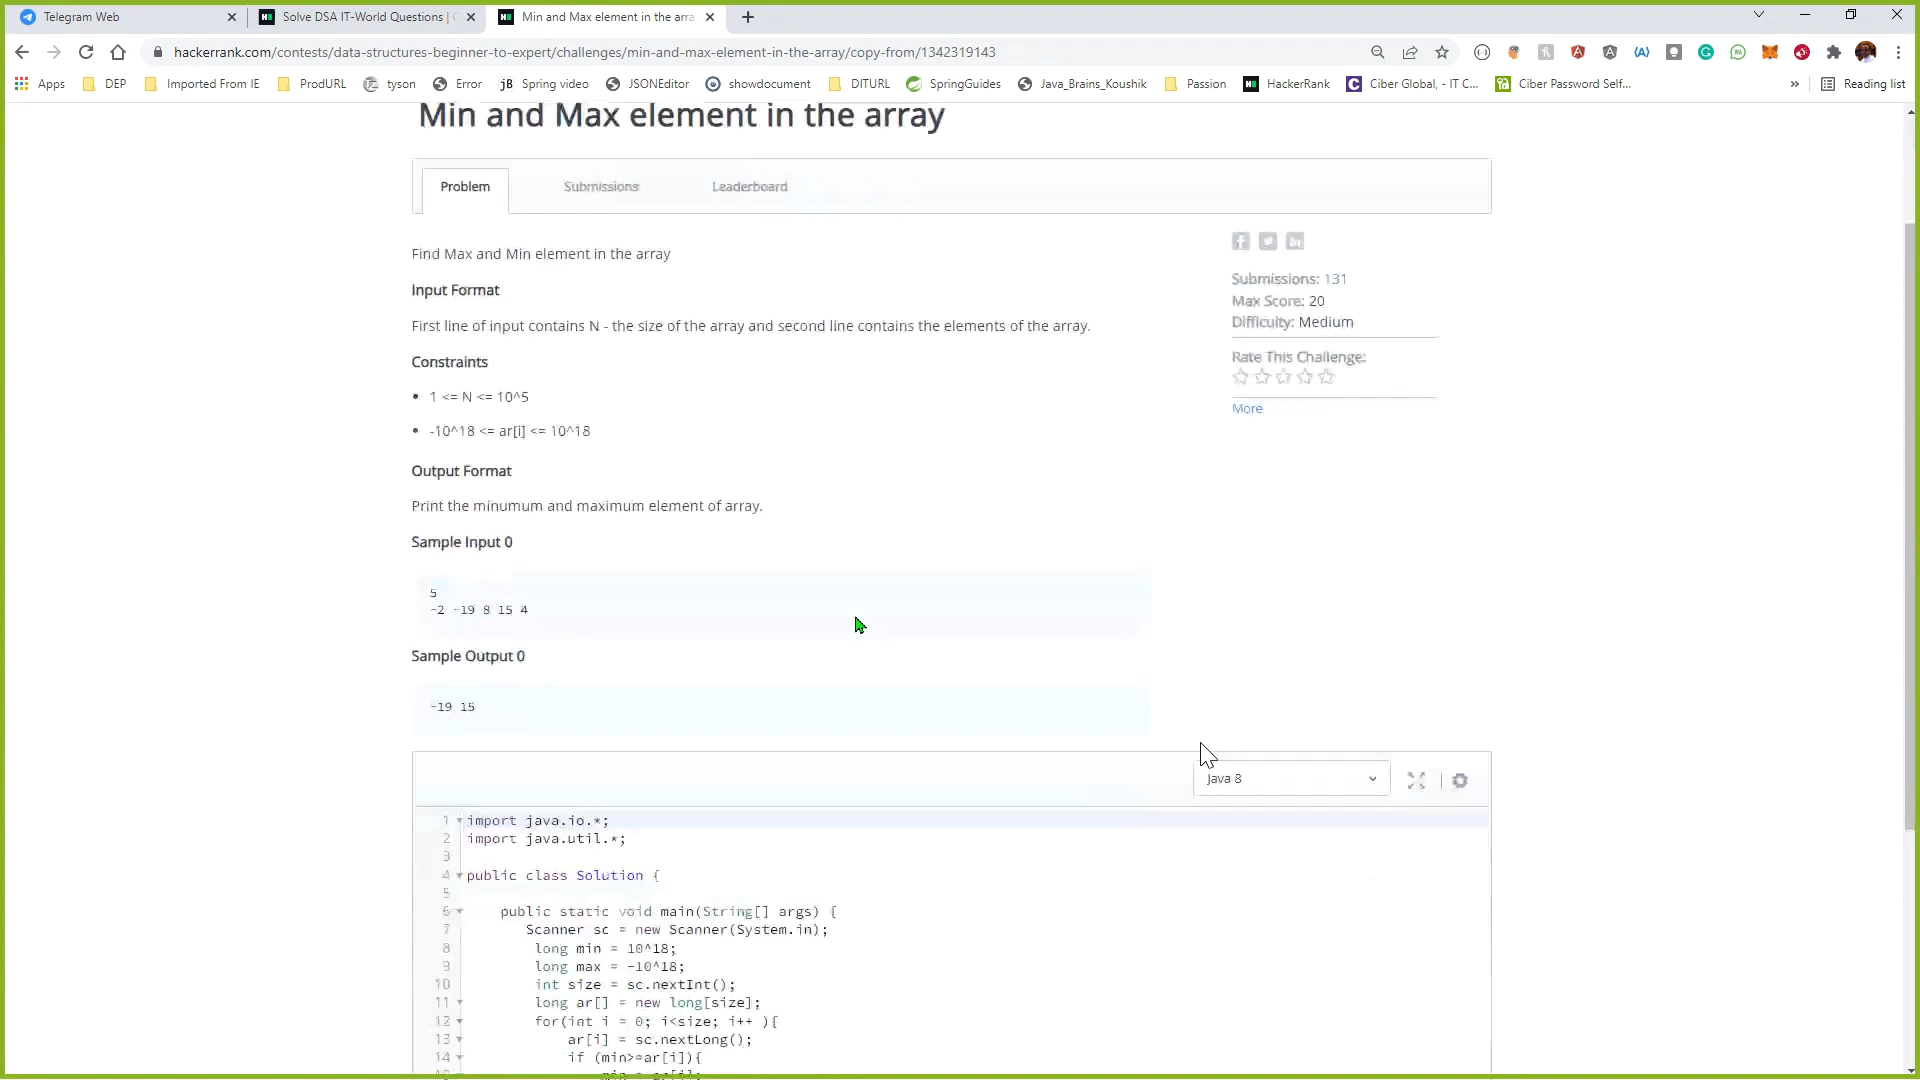 Telegram Web
Solve DSA IT-World Questions |
Min and Max element in the arra
hackerrank.com/contests/data-structures-beginner-to-expert/challenges/min-and-max-element-in-the-array/copy-from/1342319143
Apps DEP Imported From IE ProdURL tyson Error jB Spring video JSONEditor showdocument DITURL SpringGuides Java_Brains_Koushik Passion HackerRank Ciber Global, - IT C... Ciber Password Self... » Reading list
Min and Max element in the array
Problem Submissions Leaderboard
Find Max and Min element in the array
Input Format
First line of input contains N - the size of the array and second line contains the elements of the array.
Constraints
• 1 <= N <= 10^5
• -10^18 <= ar[i] <= 10^18
Output Format
Print the minumum and maximum element of array.
Sample Input 0
5
-2 -19 8 15 4
Sample Output 0
-19 15
Submissions: 131
Max Score: 20
Difficulty: Medium
Rate This Challenge:
More
Java 8
1 import java.io.*;
2 import java.util.*;
3
4 public class Solution {
5
6 public static void main(String[] args) {
7 Scanner sc = new Scanner(System.in);
8 long min = 10^18;
9 long max = -10^18;
10 int size = sc.nextInt();
11 long ar[] = new long[size];
12 for(int i = 0; i<size; i++ ){
13 ar[i] = sc.nextLong();
14 if (min>=ar[i]){